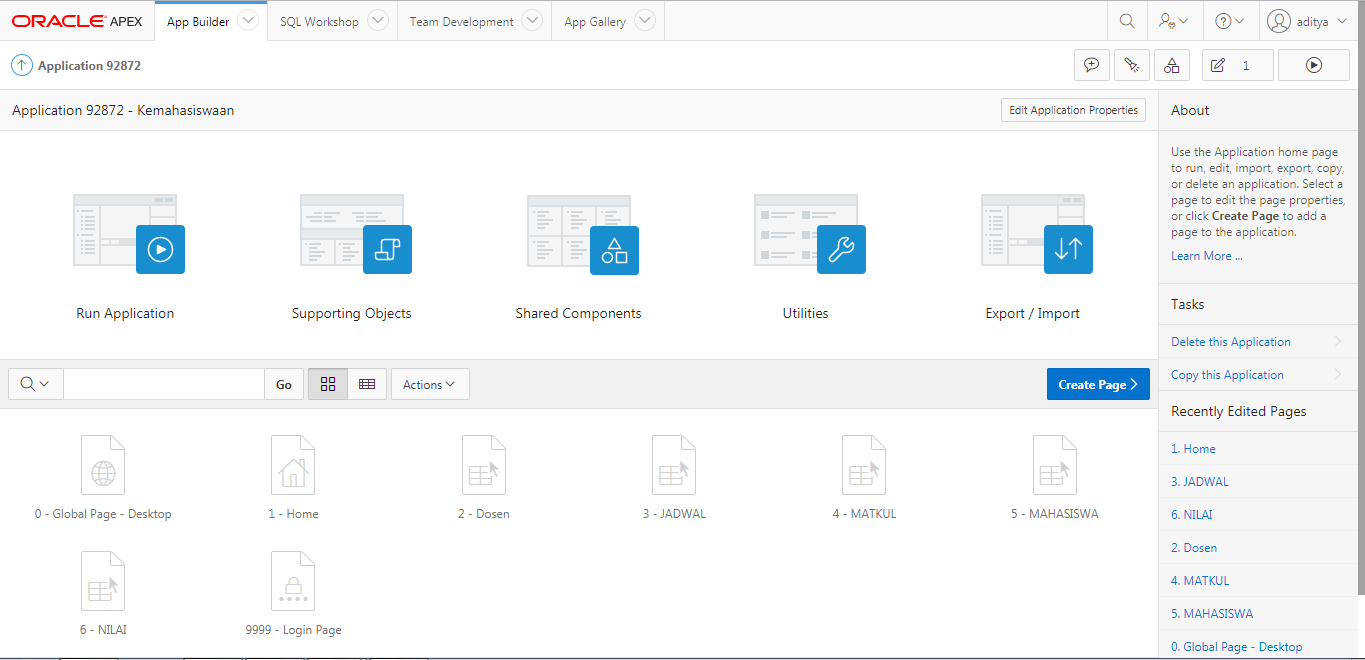 ORACLE APEX App Builder SQL Workshop Team Development App Gallery aditya
Application 92872
1
Application 92872 - Kemahasiswaan
Edit Application Properties
About
Use the Application home page
to run, edit, import, export, copy,
or delete an application. Select a
page to edit the page properties,
or click Create Page to add a
page to the application.
Learn More ...
Run Application
Supporting Objects
Shared Components
Utilities
Export / Import
Tasks
Delete this Application
Copy this Application
Go
Actions
Create Page
Recently Edited Pages
1. Home
3. JADWAL
6. NILAI
2. Dosen
4. MATKUL
5. MAHASISWA
0. Global Page - Desktop
0 - Global Page - Desktop
1 - Home
2 - Dosen
3 - JADWAL
4 - MATKUL
5 - MAHASISWA
6 - NILAI
9999 - Login Page